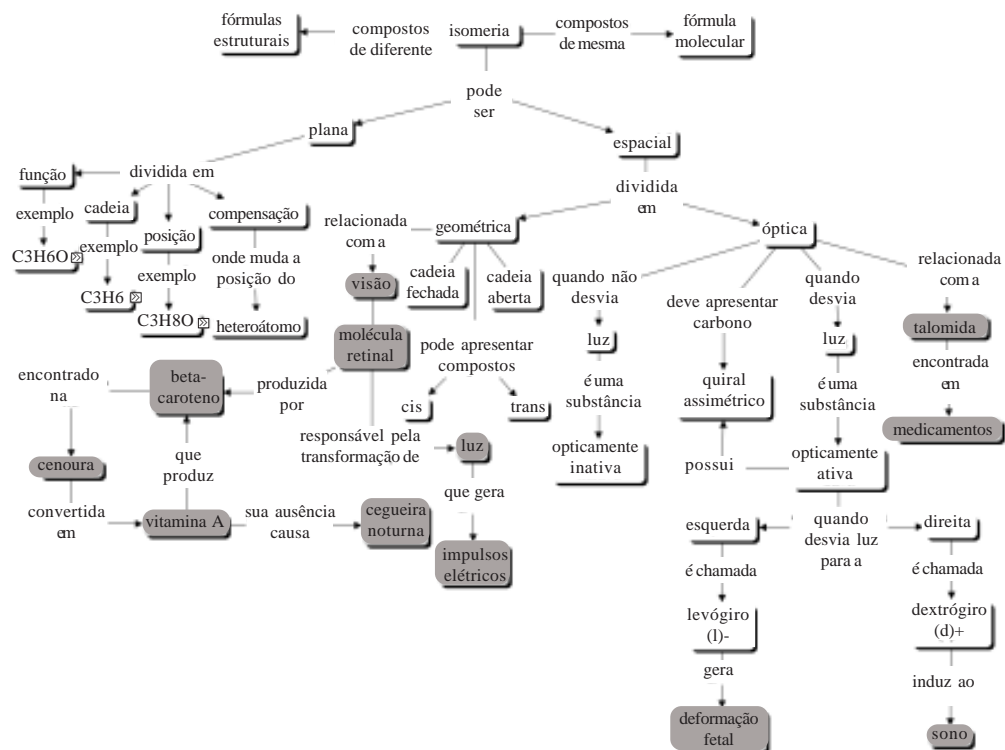 fórmulas
estruturais
compostos
de diferente
isomeria
compostos
de mesma
fórmula
molecular
pode
ser
plana
espacial
função
dividida em
exemplo
C3H6O
cadeia
exemplo
C3H6
posição
exemplo
C3H8O
compensação
onde muda a
posição do
heteroátomo
dividida
em
relacionada
com a
visão
geométrica
cadeia
fechada
cadeia
aberta
óptica
quando não
desvia
luz
é uma
substância
opticamente
inativa
deve apresentar
carbono
quiral
assimétrico
quando
desvia
luz
é uma
substância
opticamente
ativa
possui
relacionada
com a
talomida
encontrada
em
medicamentos
molécula
retinal
pode apresentar
compostos
cis
trans
produzida
por
beta-
caroteno
encontrado
na
cenoura
convertida
em
vitamina A
que
produz
sua ausência
causa
cegueira
noturna
responsável pela
transformação de
luz
que gera
impulsos
elétricos
quando
desvia luz
para a
esquerda
é chamada
levógiro
(l)-
gera
deformação
fetal
direita
é chamada
dextrógiro
(d)+
induz ao
sono